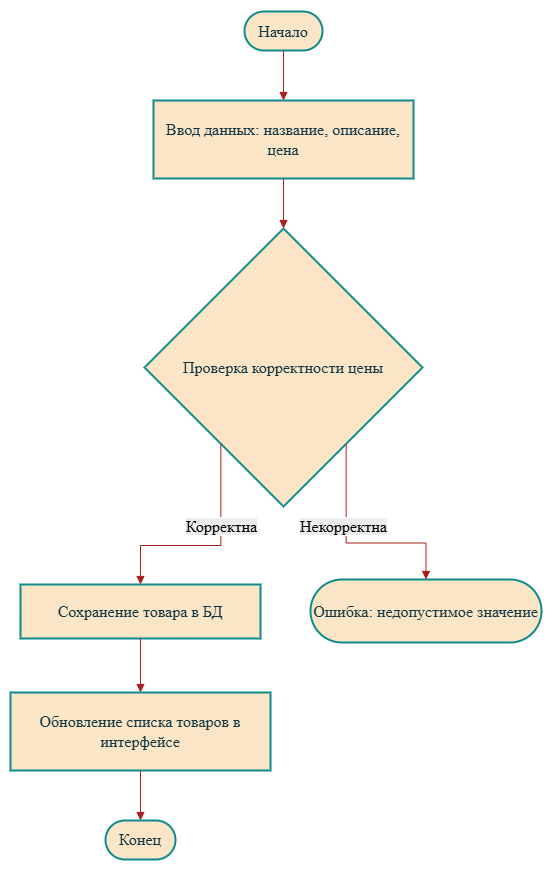 Начало
Ввод данных: название, описание,
цена
Проверка корректности цены
Корректна
Некорректна
Сохранение товара в БД
Ошибка: недопустимое значение
Обновление списка товаров в
интерфейсе
Конец